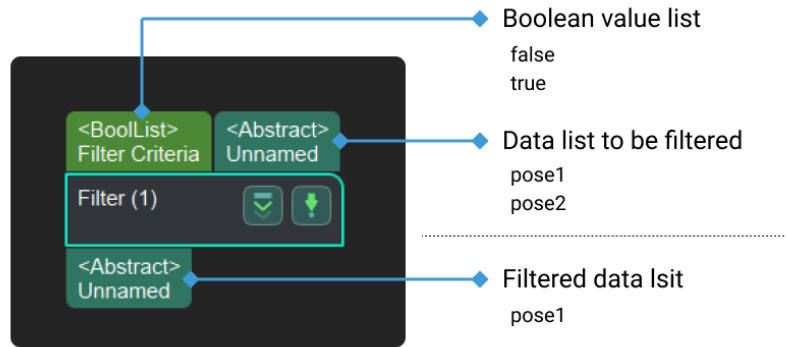 Boolean value list
false
true
<BoolList>
Filter Criteria
<Abstract>
Unnamed
Data list to be filtered
pose1
pose2
Filter (1)
<Abstract>
Unnamed
Filtered data lsit
pose1